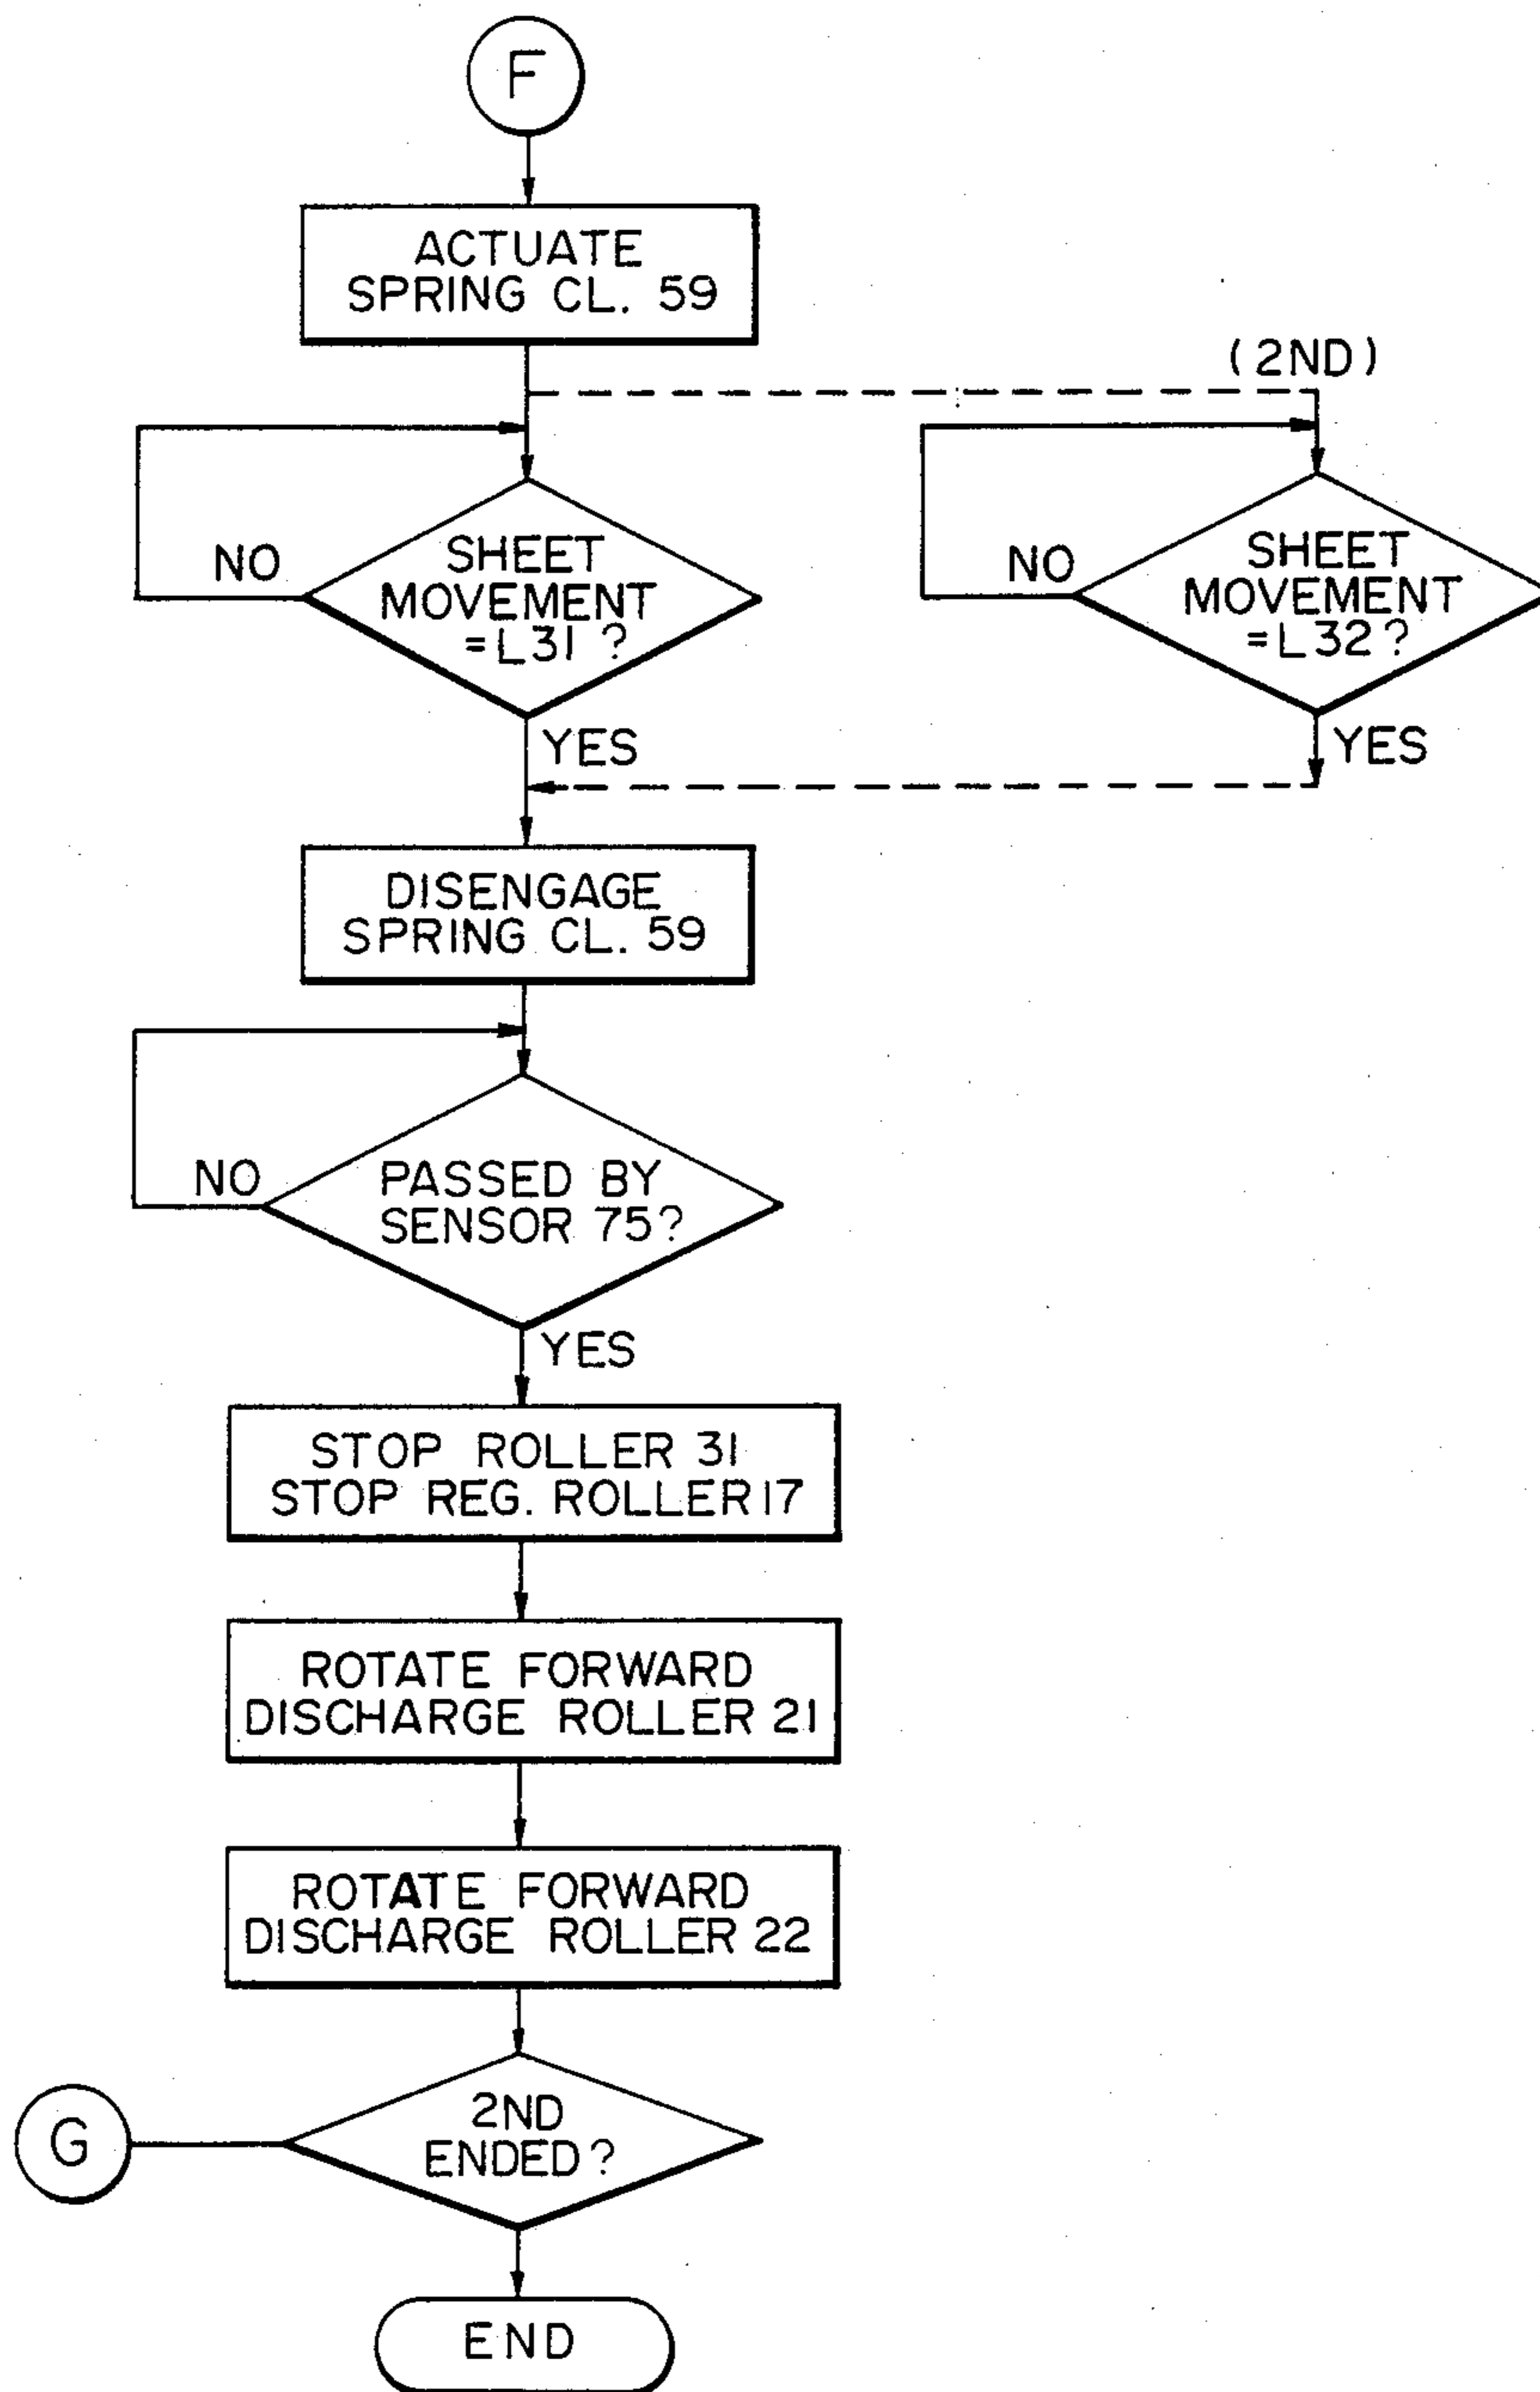 F
ACTUATE
SPRING CL. 59
(2ND)
NO
SHEET
MOVEMENT
=L31?
YES
NO
SHEET
MOVEMENT
=L32?
YES
DISENGAGE
SPRING CL. 59
NO
PASSED BY
SENSOR 75?
YES
STOP ROLLER 31
STOP REG. ROLLER 17
ROTATE FORWARD
DISCHARGE ROLLER 21
ROTATE FORWARD
DISCHARGE ROLLER 22
G
2ND
ENDED?
END